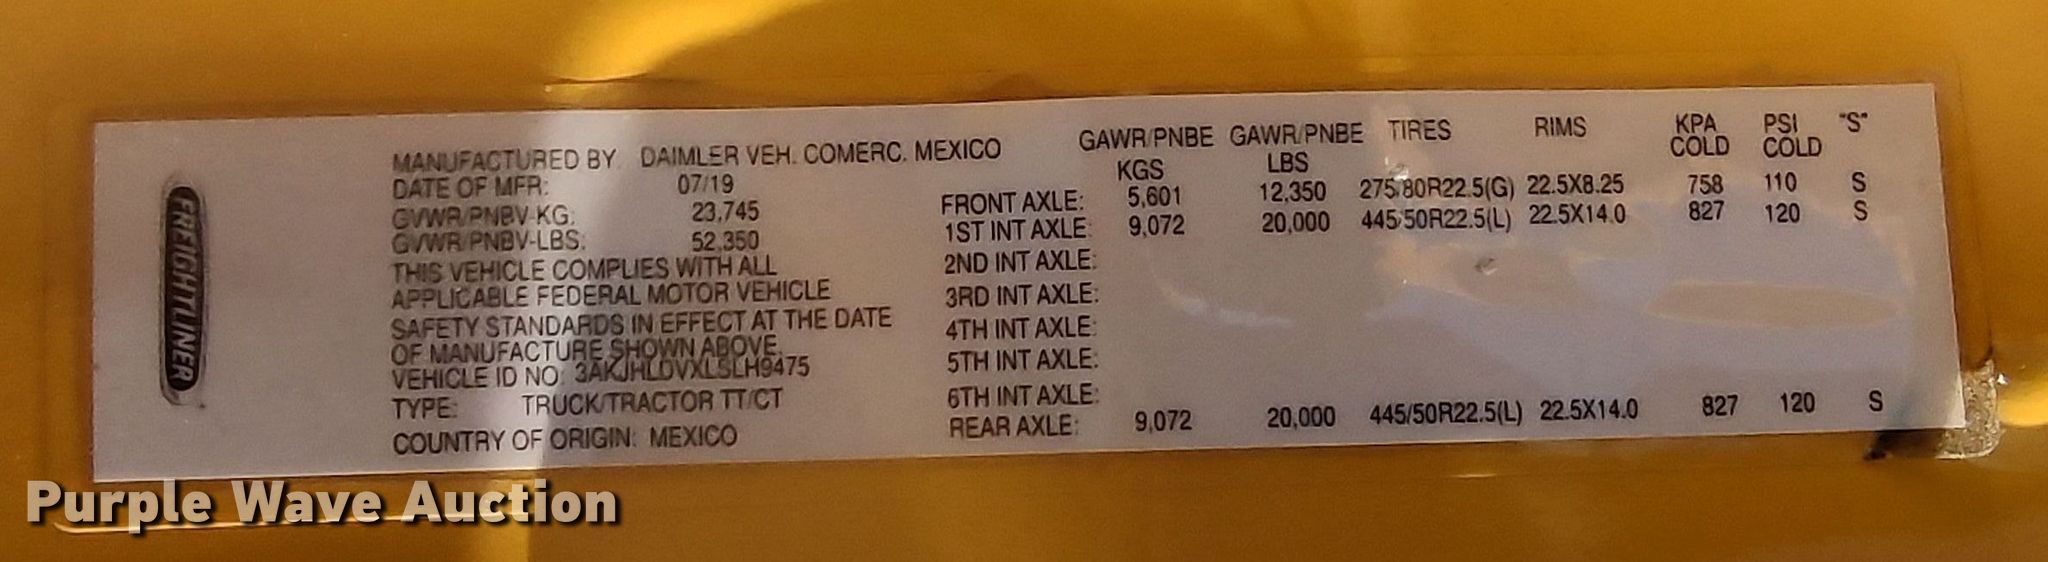 FREIGHTLINER
MANUFACTURED BY: DAIMLER VEH. COMERC. MEXICO
DATE OF MFR: 07/19
GVWR/PNBV-KG: 23,745
GVWR/PNBV-LBS: 52,350
THIS VEHICLE COMPLIES WITH ALL
APPLICABLE FEDERAL MOTOR VEHICLE
SAFETY STANDARDS IN EFFECT AT THE DATE
OF MANUFACTURE SHOWN ABOVE.
VEHICLE ID NO: 3AKJHLDVXLSLH9475
TYPE: TRUCK/TRACTOR TT/CT
COUNTRY OF ORIGIN: MEXICO
GAWR/PNBE GAWR/PNBE TIRES RIMS KPA PSI "S"
KGS LBS COLD COLD
FRONT AXLE: 5,601 12,350 275/80R22.5(G) 22.5X8.25 758 110 S
1ST INT AXLE: 9,072 20,000 445/50R22.5(L) 22.5X14.0 827 120 S
2ND INT AXLE:
3RD INT AXLE:
4TH INT AXLE:
5TH INT AXLE:
6TH INT AXLE:
REAR AXLE: 9,072 20,000 445/50R22.5(L) 22.5X14.0 827 120 S
Purple Wave Auction